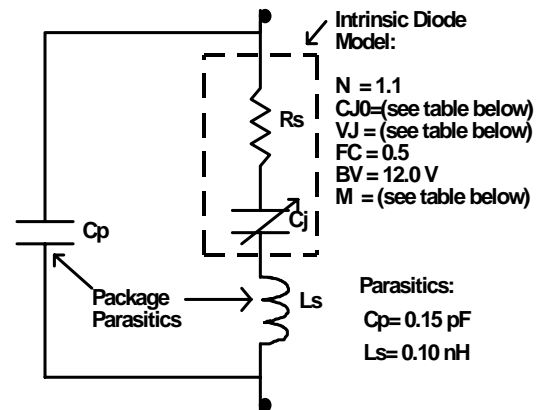 Intrinsic Diode
Model:
N = 1.1
CJ0=(see table below)
VJ = (see table below)
FC = 0.5
BV = 12.0 V
M = (see table below)
Rs
Cj
Cp
Package
Parasitics
Ls
Parasitics:
Cp= 0.15 pF
Ls= 0.10 nH